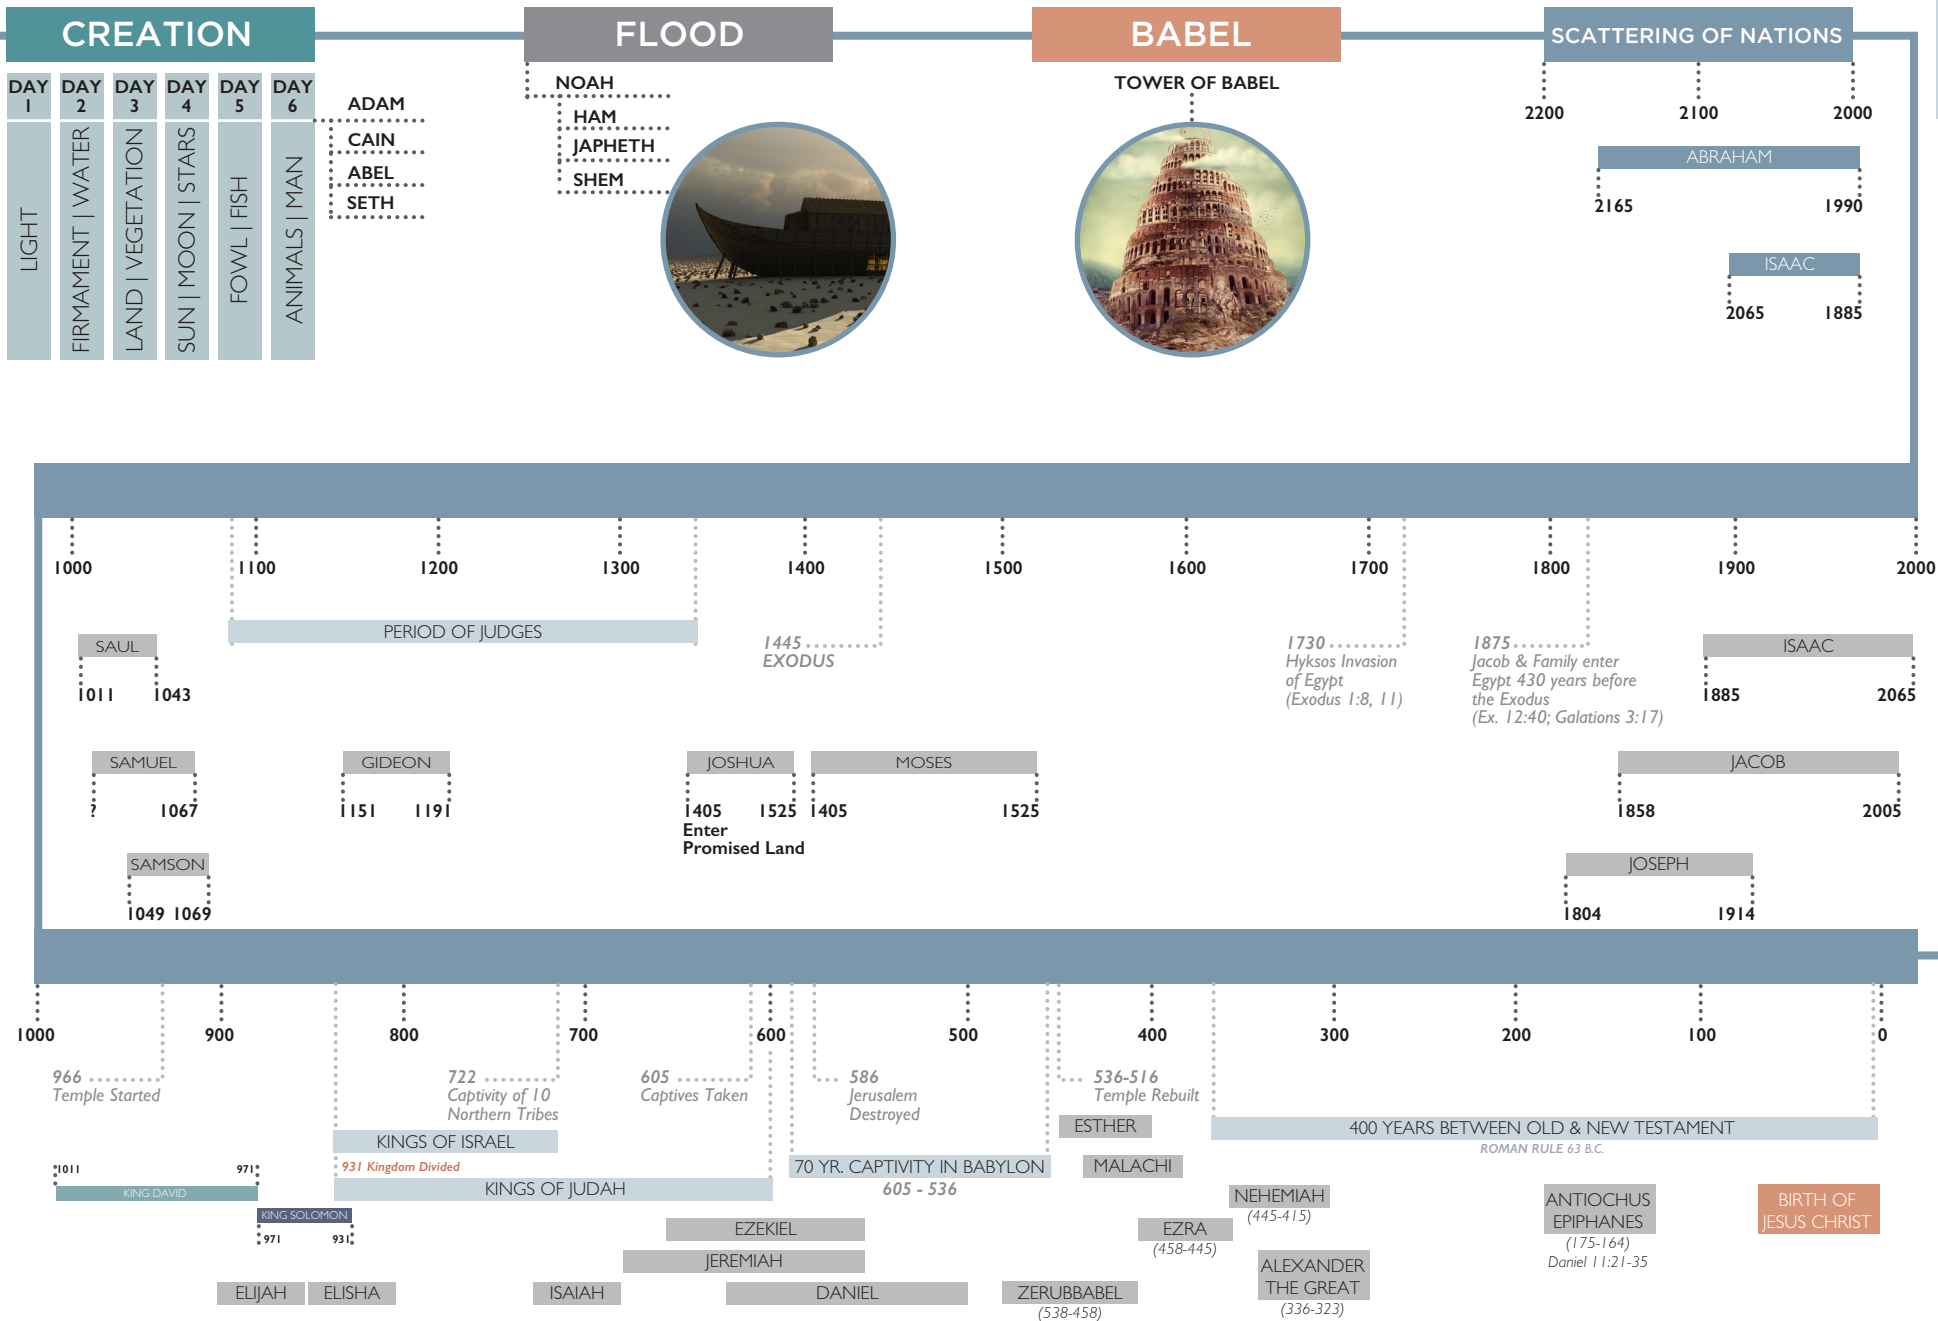 CREATION
FLOOD
BABEL
SCATTERING OF NATIONS
DAY 1
DAY 2
DAY 3
DAY 4
DAY 5
DAY 6
LIGHT
FIRMAMENT | WATER
LAND | VEGETATION
SUN | MOON | STARS
FOWL | FISH
ANIMALS | MAN
ADAM
CAIN
ABEL
SETH
NOAH
HAM
JAPHETH
SHEM
TOWER OF BABEL
2200 2100 2000
ABRAHAM
2165 1990
ISAAC
2065 1885
1000 1100 1200 1300 1400 1500 1600 1700 1800 1900 2000
SAUL
1011 1043
PERIOD OF JUDGES
1445
EXODUS
1730
Hyksos Invasion
of Egypt
(Exodus 1:8, 11)
1875
Jacob & Family enter
Egypt 430 years before
the Exodus
(Ex. 12:40; Galations 3:17)
ISAAC
1885 2065
SAMUEL
? 1067
GIDEON
1151 1191
JOSHUA
1405 1525
Enter
Promised Land
MOSES
1405 1525
JACOB
1858 2005
SAMSON
1049 1069
JOSEPH
1804 1914
1000 900 800 700 600 500 400 300 200 100 0
966
Temple Started
722
Captivity of 10
Northern Tribes
605
Captives Taken
586
Jerusalem
Destroyed
536-516
Temple Rebuilt
KINGS OF ISRAEL
931 Kingdom Divided
KINGS OF JUDAH
70 YR. CAPTIVITY IN BABYLON
605 - 536
ESTHER
MALACHI
400 YEARS BETWEEN OLD & NEW TESTAMENT
ROMAN RULE 63 B.C.
1011 971
KING DAVID
KING SOLOMON
971 931
ELIJAH
ELISHA
ISAIAH
EZEKIEL
JEREMIAH
DANIEL
ZERUBBABEL
(538-458)
EZRA
(458-445)
NEHEMIAH
(445-415)
ALEXANDER
THE GREAT
(336-323)
ANTIOCHUS
EPIPHANES
(175-164)
Daniel 11:21-35
BIRTH OF
JESUS CHRIST